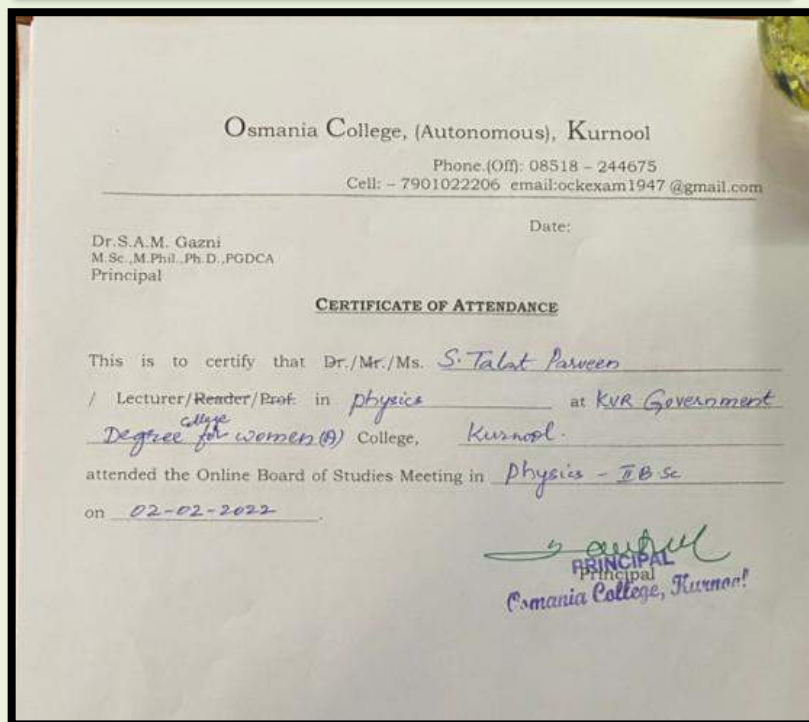 Osmania College, (Autonomous), Kurnool
Phone.(Off): 08518 – 244675
Cell: – 7901022206 email:ockexam1947 @gmail.com
Date:
Dr.S.A.M. Gazni
M.Sc.,M.Phil.,Ph.D.,PGDCA
Principal
CERTIFICATE OF ATTENDANCE
This is to certify that Dr./Mr./Ms. S. Talat Parveen
/ Lecturer/Reader/Prof. in physics at KVR Government
College
Degree for women (A) College, Kurnool.
attended the Online Board of Studies Meeting in Physics - II B.Sc
on 02-02-2022.
PRINCIPAL
Principal
Osmania College, Kurnool